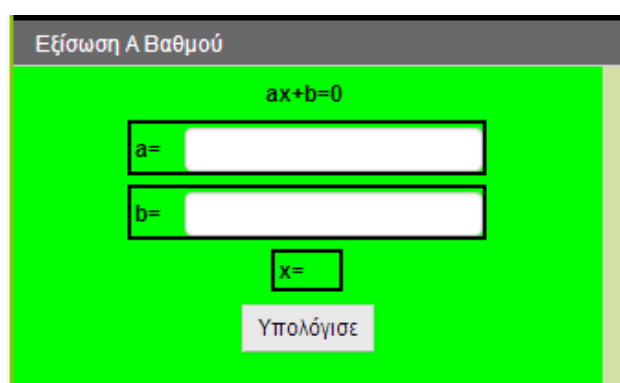 Εξίσωση Α Βαθμού
ax+b=0
a=
b=
x=
Υπολόγισε